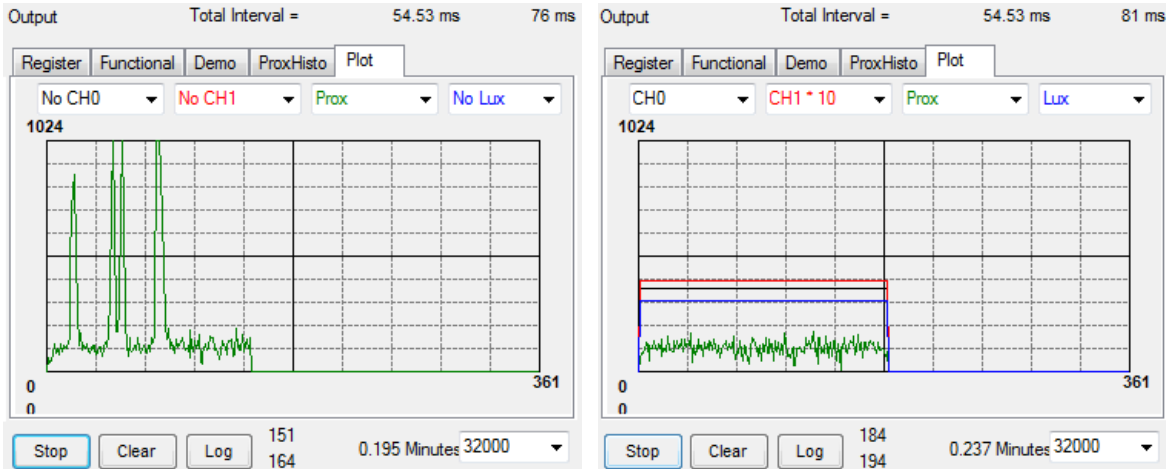 Output Total Interval = 54.53 ms 76 ms
Register Functional Demo ProxHisto Plot
No CH0 No CH1 Prox No Lux
1024
0 361
0
151
Stop Clear Log 0.195 Minutes 32000
164
Output Total Interval = 54.53 ms 81 ms
Register Functional Demo ProxHisto Plot
CH0 CH1 * 10 Prox Lux
1024
0 361
0
184
Stop Clear Log 0.237 Minutes 32000
194